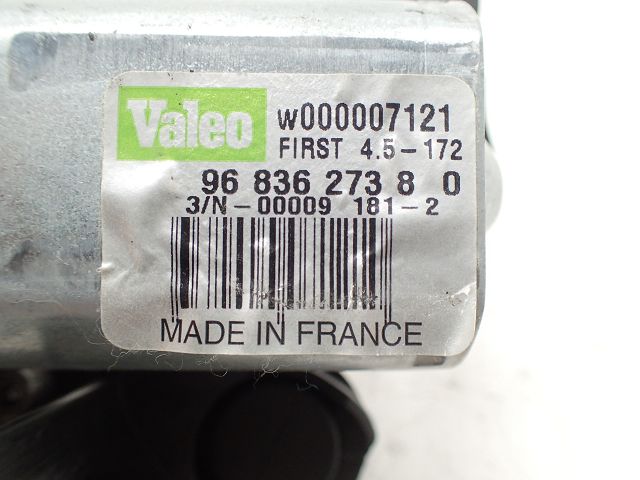 Valeo
W000007121
FIRST 4.5-172
96 836 273 8 0
3/N-00009 181-2
MADE IN FRANCE